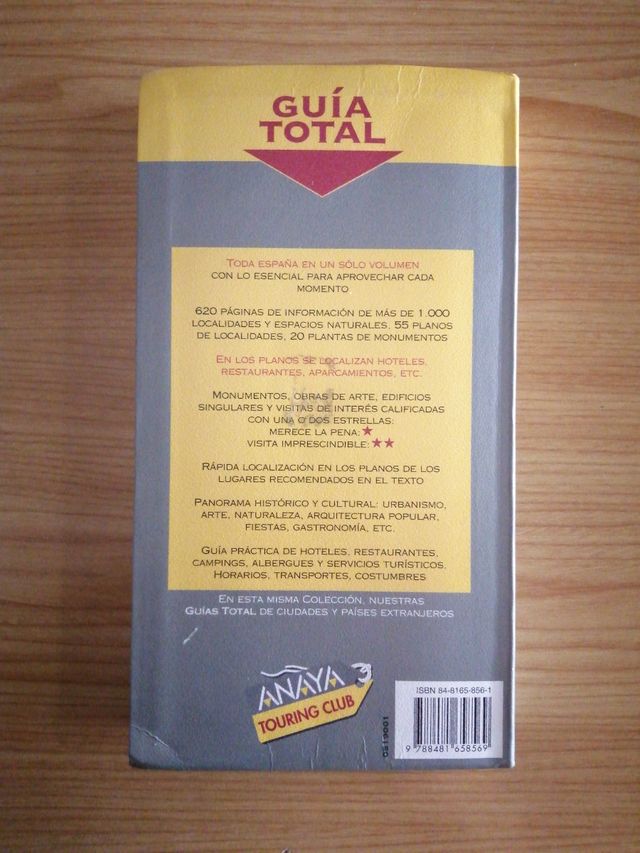 GUÍA
TOTAL
TODA ESPAÑA EN UN SÓLO VOLUMEN
CON LO ESENCIAL PARA APROVECHAR CADA
MOMENTO
620 PÁGINAS DE INFORMACIÓN DE MÁS DE 1.000
LOCALIDADES Y ESPACIOS NATURALES. 55 PLANOS
DE LOCALIDADES, 20 PLANTAS DE MONUMENTOS
EN LOS PLANOS SE LOCALIZAN HOTELES,
RESTAURANTES, APARCAMIENTOS, ETC.
MONUMENTOS, OBRAS DE ARTE, EDIFICIOS
SINGULARES Y VISITAS DE INTERÉS CALIFICADAS
CON UNA O DOS ESTRELLAS:
MERECE LA PENA: ★
VISITA IMPRESCINDIBLE: ★★
RÁPIDA LOCALIZACIÓN EN LOS PLANOS DE LOS
LUGARES RECOMENDADOS EN EL TEXTO
PANORAMA HISTÓRICO Y CULTURAL: URBANISMO,
ARTE, NATURALEZA, ARQUITECTURA POPULAR,
FIESTAS, GASTRONOMÍA, ETC.
GUÍA PRÁCTICA DE HOTELES, RESTAURANTES,
CAMPINGS, ALBERGUES Y SERVICIOS TURÍSTICOS.
HORARIOS, TRANSPORTES, COSTUMBRES
EN ESTA MISMA COLECCIÓN, NUESTRAS
GUÍAS TOTAL DE CIUDADES Y PAÍSES EXTRANJEROS
ANAYA
TOURING CLUB
0519001
ISBN 84-8165-856-1
9 788481 658569